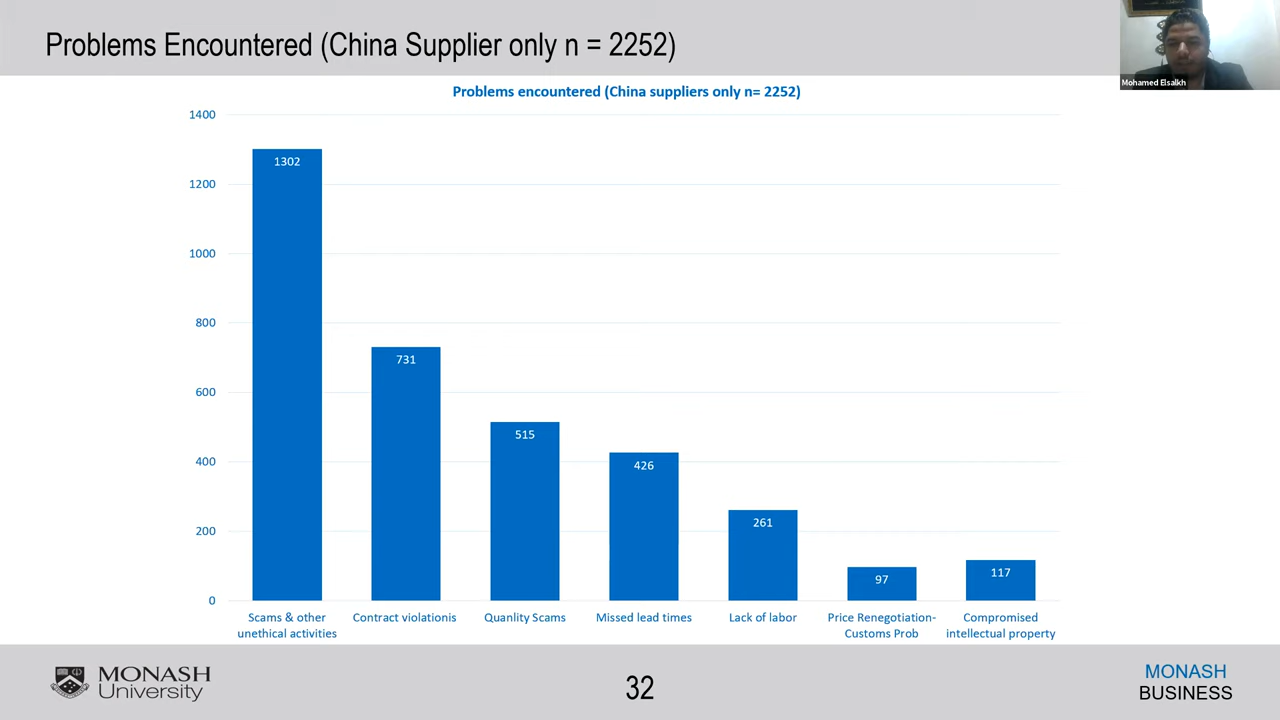 Problems Encountered (China Supplier only n = 2252)
Mohamed Elsalkh
Problems encountered (China suppliers only n= 2252)
1400
1200
1000
800
600
400
200
0
1302
731
515
426
261
97
117
Scams & other
unethical activities
Contract violationis
Quanlity Scams
Missed lead times
Lack of labor
Price Renegotiation-
Customs Prob
Compromised
intellectual property
MONASH
University
32
MONASH
BUSINESS